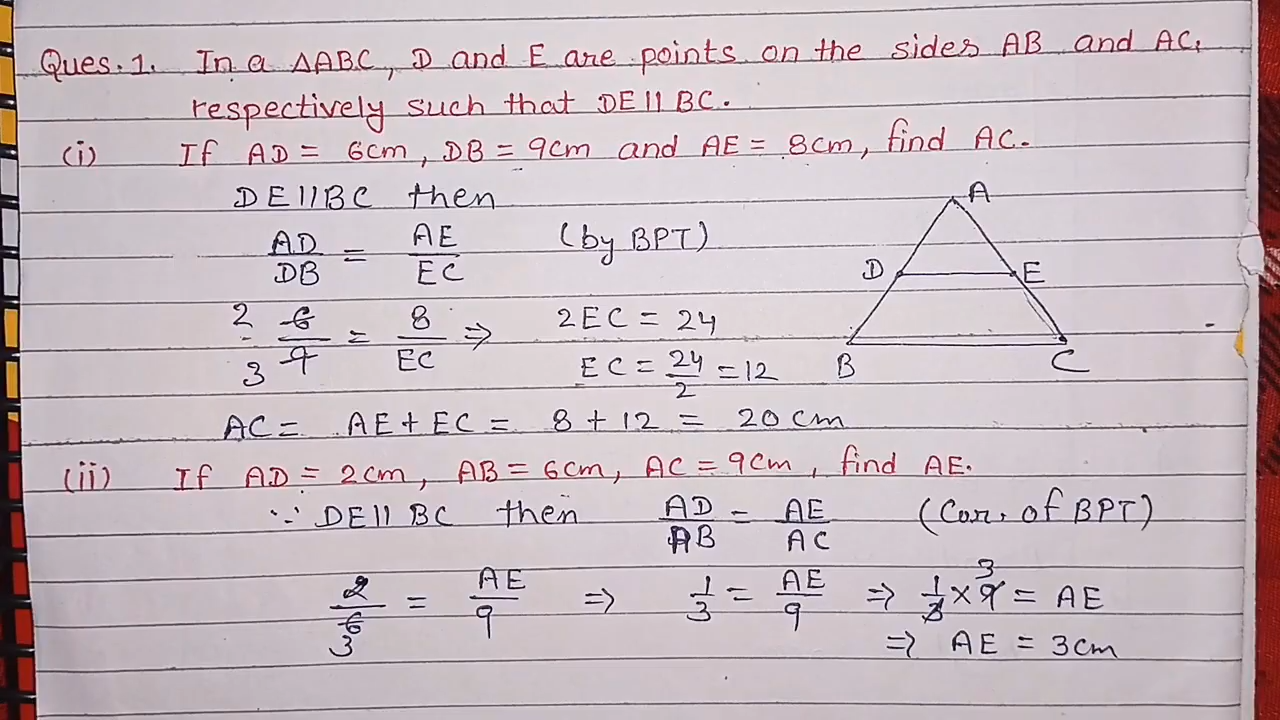 Ques. 1. In a ΔABC, D and E are points on the sides AB and AC,
respectively such that DE || BC.
(i) If AD = 6cm, DB = 9cm and AE = 8cm, find AC.
DE || BC then
AD/DB = AE/EC (by BPT)
2 6/9 3 = 8/EC ⇒ 2EC = 24
EC = 24/2 = 12
AC = AE + EC = 8 + 12 = 20 cm
A
D E
B C
(ii) If AD = 2cm, AB = 6cm, AC = 9cm, find AE.
∵ DE || BC then AD/AB = AE/AC (Cor. of BPT)
2/6 3 = AE/9 ⇒ 1/3 = AE/9 ⇒ 1/3 × 9 3 = AE
⇒ AE = 3cm